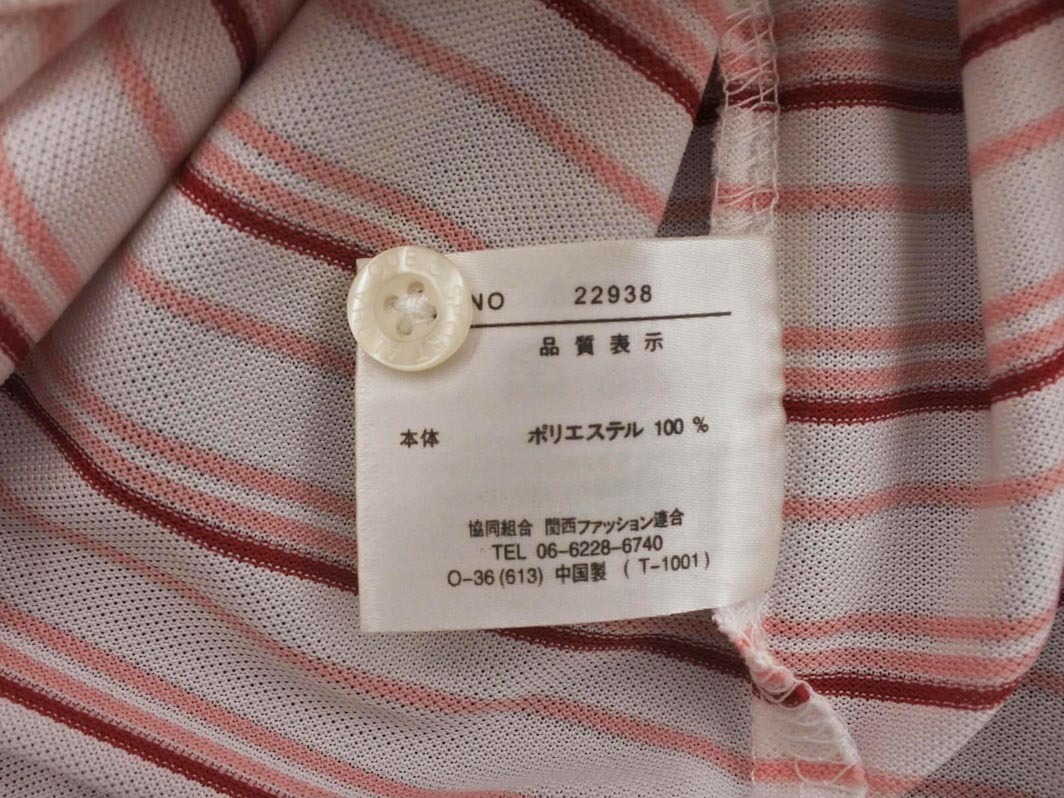 NO 22938
品質表示
本体 ポリエステル 100 %
協同組合 関西ファッション連合
TEL 06-6228-6740
O-36 (613) 中国製 ( T-1001 )